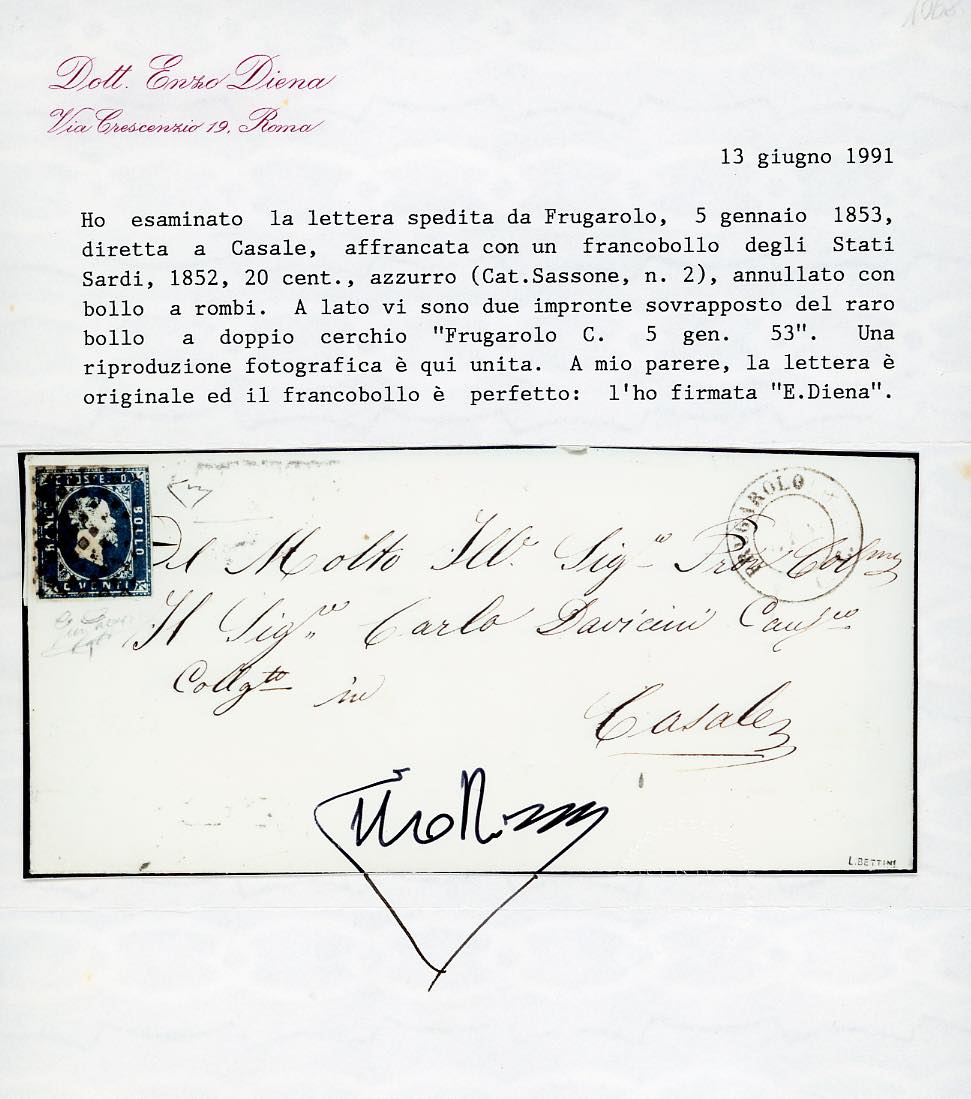 Dott. Enzo Diena
Via Crescenzio 19, Roma
13 giugno 1991
Ho esaminato la lettera spedita da Frugarolo, 5 gennaio 1853,
diretta a Casale, affrancata con un francobollo degli Stati
Sardi, 1852, 20 cent., azzurro (Cat.Sassone, n. 2), annullato con
bollo a rombi. A lato vi sono due impronte sovrapposto del raro
bollo a doppio cerchio "Frugarolo C. 5 gen. 53". Una
riproduzione fotografica è qui unita. A mio parere, la lettera è
originale ed il francobollo è perfetto: l'ho firmata "E.Diena".
BOLLO
FRUGAROLO
Molto Ill. Sig.
Il Sig. Carlo Davicini
in
Casale
L.BETTINI